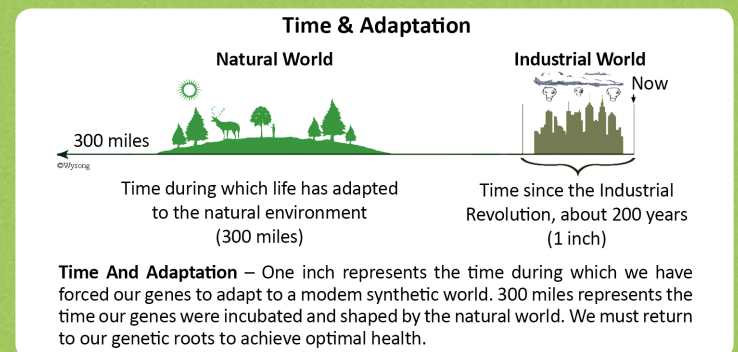 Time & Adaptation
Natural World
Industrial World
Now
300 miles
©Wysong
Time during which life has adapted
to the natural environment
(300 miles)
Time since the Industrial
Revolution, about 200 years
(1 inch)
Time And Adaptation – One inch represents the time during which we have
forced our genes to adapt to a modem synthetic world. 300 miles represents the
time our genes were incubated and shaped by the natural world. We must return
to our genetic roots to achieve optimal health.